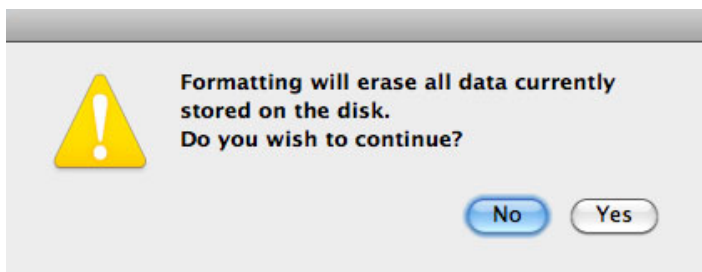 Formatting will erase all data currently
stored on the disk.
Do you wish to continue?
No Yes